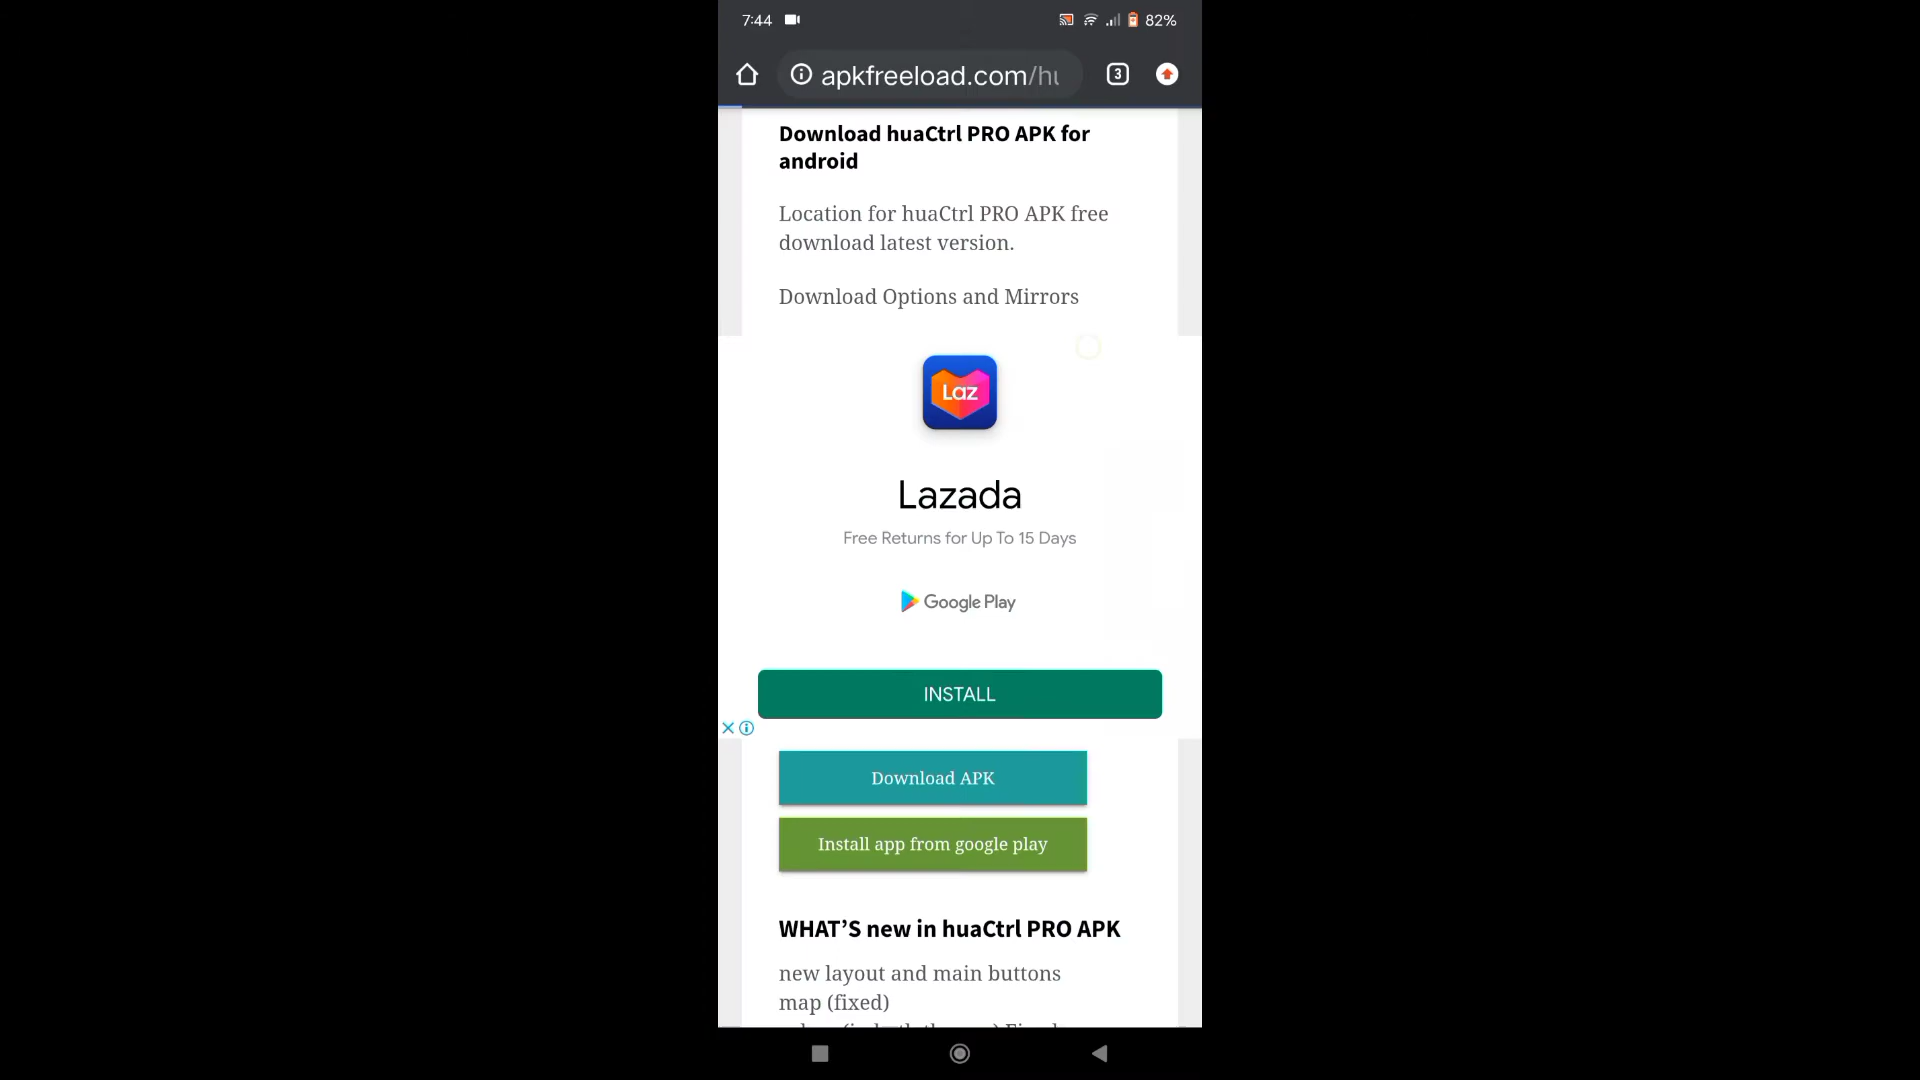 7:44
82%
apkfreeload.com/hu
3
Download huaCtrl PRO APK for
android
Location for huaCtrl PRO APK free
download latest version.
Download Options and Mirrors
Laz
Lazada
Free Returns for Up To 15 Days
Google Play
INSTALL
Download APK
Install app from google play
WHAT’S new in huaCtrl PRO APK
new layout and main buttons
map (fixed)